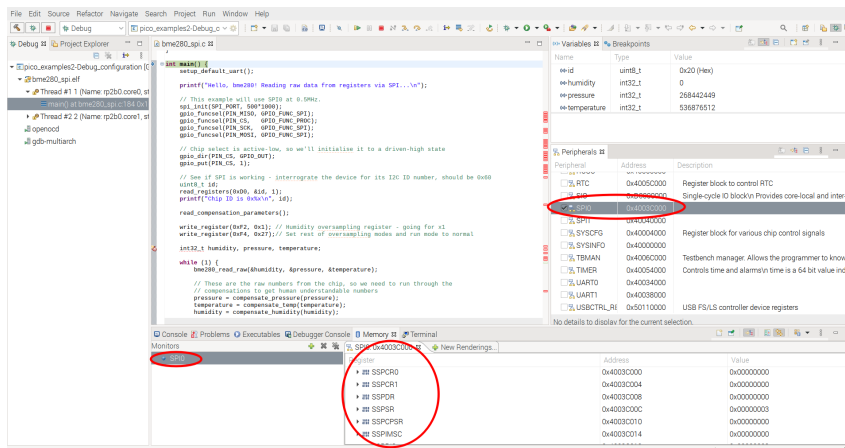 File Edit Source Refactor Navigate Search Project Run Window Help
Debug
pico_examples2-Debug_c
Debug
Project Explorer
pico_examples2-Debug_configuration [G
bme280_spi.elf
Thread #1 1 (Name: rp2b0.core0, st
main() at bme280_spi.c:184 0x1
Thread #2 2 (Name: rp2b0.core1, st
openocd
gdb-multiarch
bme280_spi.c
}
int main() {
setup_default_uart();
printf("Hello, bme280! Reading raw data from registers via SPI...\n");
// This example will use SPI0 at 0.5MHz.
spi_init(SPI_PORT, 500*1000);
gpio_funcsel(PIN_MISO, GPIO_FUNC_SPI);
gpio_funcsel(PIN_CS, GPIO_FUNC_PROC);
gpio_funcsel(PIN_SCK, GPIO_FUNC_SPI);
gpio_funcsel(PIN_MOSI, GPIO_FUNC_SPI);
// Chip select is active-low, so we'll initialise it to a driven-high state
gpio_dir(PIN_CS, GPIO_OUT);
gpio_put(PIN_CS, 1);
// See if SPI is working - interrograte the device for its I2C ID number, should be 0x60
uint8_t id;
read_registers(0xD0, &id, 1);
printf("Chip ID is 0x%x\n", id);
read_compensation_parameters();
write_register(0xF2, 0x1); // Humidity oversampling register - going for x1
write_register(0xF4, 0x27);// Set rest of oversampling modes and run mode to normal
int32_t humidity, pressure, temperature;
while (1) {
bme280_read_raw(&humidity, &pressure, &temperature);
// These are the raw numbers from the chip, so we need to run through the
// compensations to get human understandable numbers
pressure = compensate_pressure(pressure);
temperature = compensate_temp(temperature);
humidity = compensate_humidity(humidity);
Variables
Breakpoints
Name Type Value
id uint8_t 0x20 (Hex)
humidity int32_t 0
pressure int32_t 268442449
temperature int32_t 536876512
Peripherals
Peripheral Address Description
RTC 0x4005C000 Register block to control RTC
SIO 0xD0000000 Single-cycle IO block\n Provides core-local and inter-
SPI0 0x4003C000
SPI1 0x40040000
SYSCFG 0x40004000 Register block for various chip control signals
SYSINFO 0x40000000
TBMAN 0x4006C000 Testbench manager. Allows the programmer to know
TIMER 0x40054000 Controls time and alarms\n time is a 64 bit value ind
UART0 0x40034000
UART1 0x40038000
USBCTRL_RE 0x50110000 USB FS/LS controller device registers
No details to display for the current selection.
Console Problems Executables Debugger Console Memory Terminal
Monitors
SPI0
SPI0: 0x4003C000
New Renderings...
Register Address Value
SSPCR0 0x4003C000 0x00000000
SSPCR1 0x4003C004 0x00000000
SSPDR 0x4003C008 0x00000000
SSPSR 0x4003C00C 0x00000003
SSPCPSR 0x4003C010 0x00000000
SSPIMSC 0x4003C014 0x00000000